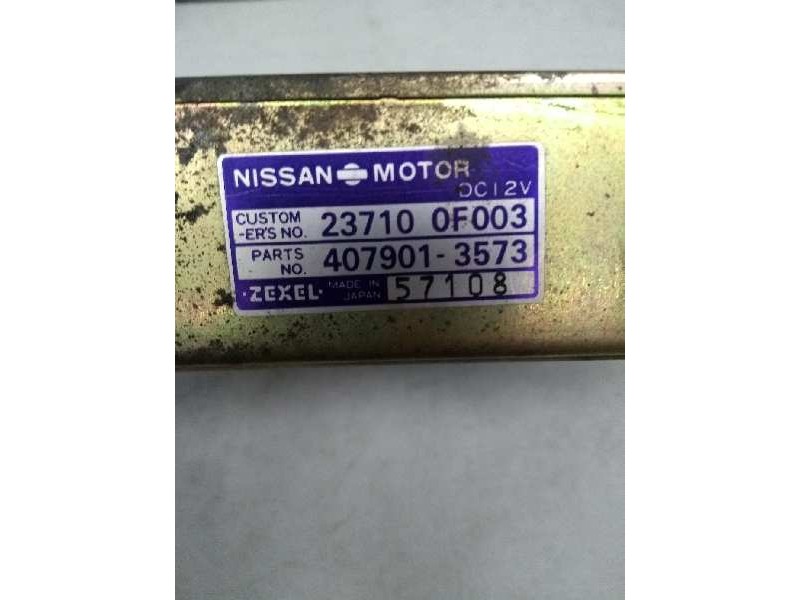 NISSAN MOTOR
DC12V
CUSTOM
-ER'S NO. 23710 0F003
PARTS
NO. 407901-3573
·ZEXEL· MADE IN
JAPAN 57108